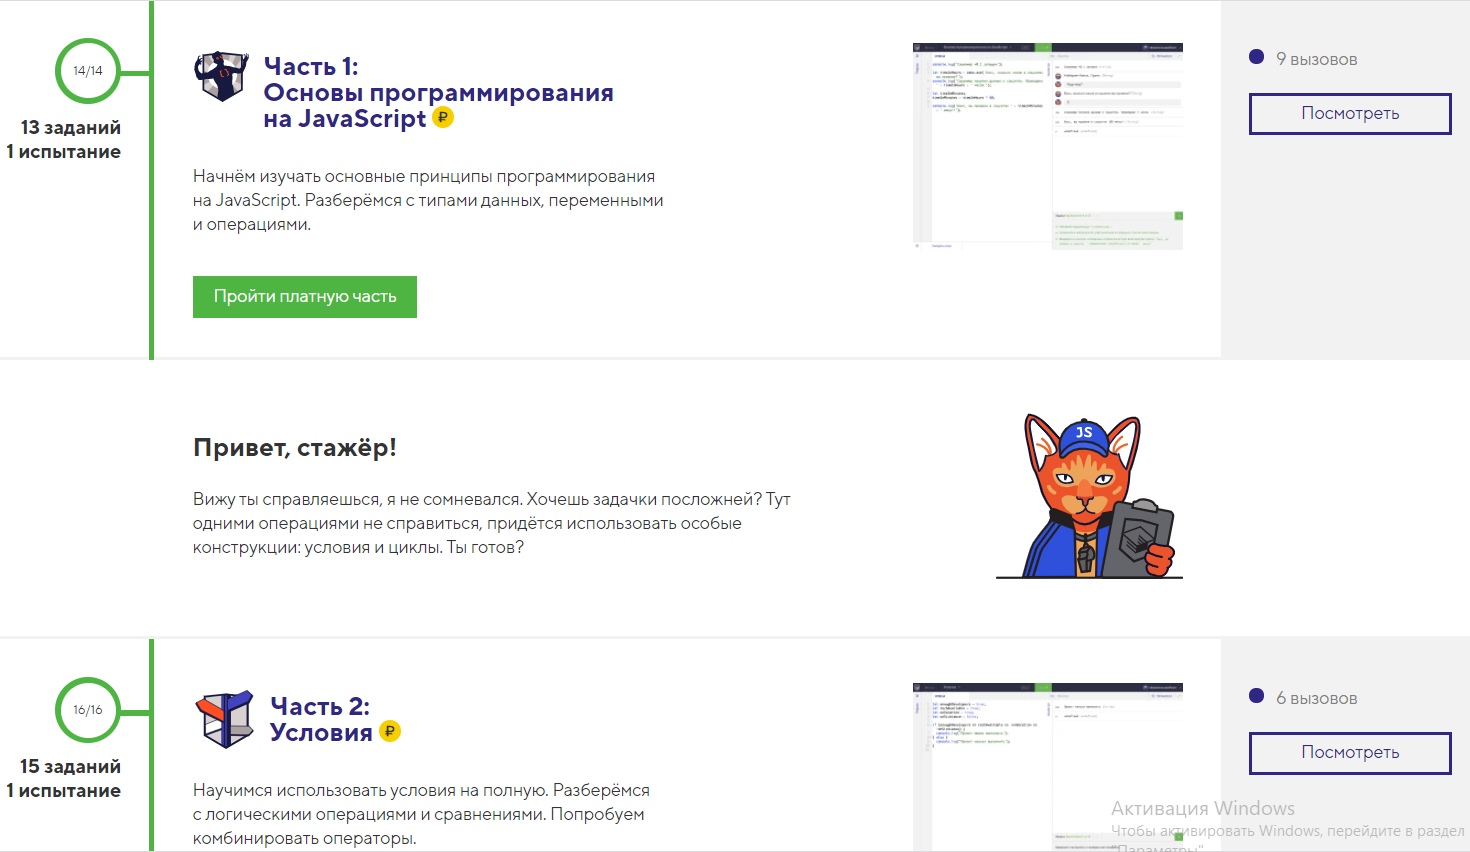 14/14
13 заданий
1 испытание
Часть 1:
Основы программирования
на JavaScript ₽
Начнём изучать основные принципы программирования
на JavaScript. Разберёмся с типами данных, переменными
и операциями.
Пройти платную часть
9 вызовов
Посмотреть
Привет, стажёр!
Вижу ты справляешься, я не сомневался. Хочешь задачки посложней? Тут
одними операциями не справиться, придётся использовать особые
конструкции: условия и циклы. Ты готов?
JS
16/16
15 заданий
1 испытание
Часть 2:
Условия ₽
Научимся использовать условия на полную. Разберёмся
с логическими операциями и сравнениями. Попробуем
комбинировать операторы.
6 вызовов
Посмотреть
Активация Windows
Чтобы активировать Windows, перейдите в раздел
"Параметры".